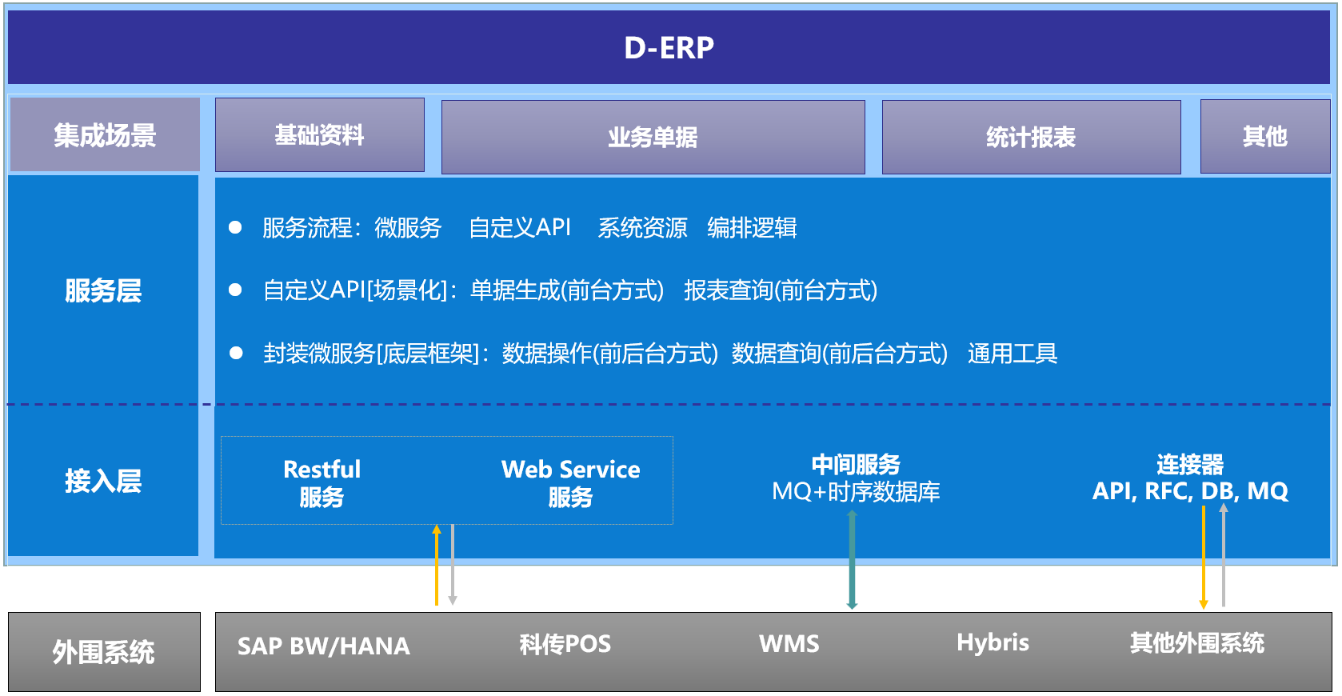 D-ERP
集成场景
基础资料
业务单据
统计报表
其他
服务层
服务流程：微服务 自定义API 系统资源 编排逻辑
自定义API[场景化]：单据生成(前台方式) 报表查询(前台方式)
封装微服务[底层框架]：数据操作(前后台方式) 数据查询(前后台方式) 通用工具
接入层
Restful
服务
Web Service
服务
中间服务
MQ+时序数据库
连接器
API, RFC, DB, MQ
外围系统
SAP BW/HANA
科传POS
WMS
Hybris
其他外围系统